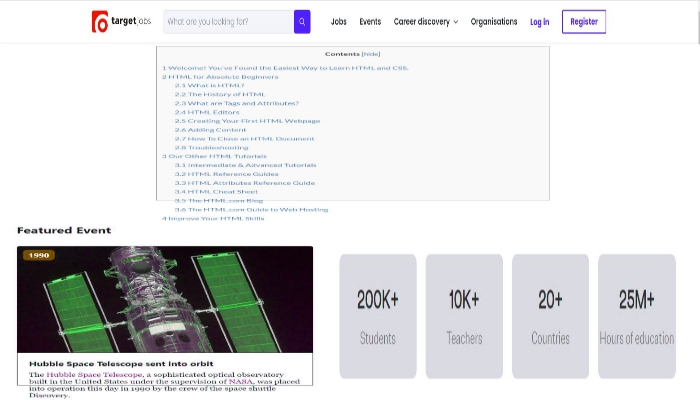 targetjobs
What are you looking for?
Jobs
Events
Career discovery
Organisations
Log in
Register
Contents [hide]
1 Welcome! You've Found the Easiest Way to Learn HTML and CSS.
2 HTML for Absolute Beginners
2.1 What is HTML?
2.2 The History of HTML
2.3 What are Tags and Attributes?
2.4 HTML Editors
2.5 Creating Your First HTML Webpage
2.6 Adding Content
2.7 How To Close an HTML Document
2.8 Troubleshooting
3 Our Other HTML Tutorials
3.1 Intermediate & Advanced Tutorials
3.2 HTML Reference Guides
3.3 HTML Attributes Reference Guide
3.4 HTML Cheat Sheet
3.5 The HTML.com Blog
3.6 The HTML.com Guide to Web Hosting
4 Improve Your HTML Skills
Featured Event
1990
Hubble Space Telescope sent into orbit
The Hubble Space Telescope, a sophisticated optical observatory
built in the United States under the supervision of NASA, was placed
into operation this day in 1990 by the crew of the space shuttle
Discovery.
200K+
Students
10K+
Teachers
20+
Countries
25M+
Hours of education